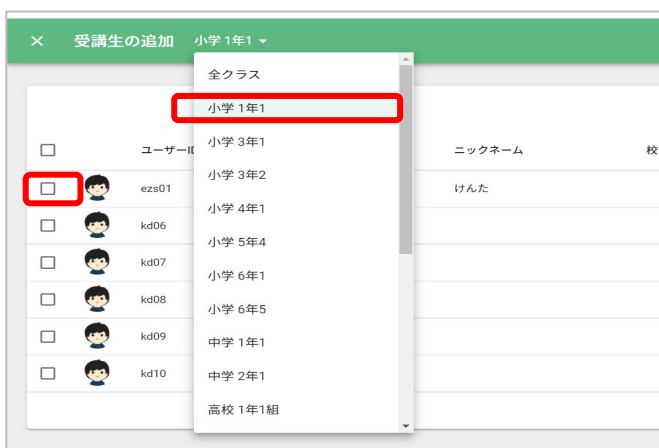 × 受講生の追加 小学 1年1
全クラス
小学 1年1
ユーザーID 小学 3年1 ニックネーム 校
ezs01 小学 3年2 けんた
小学 4年1
kd06
小学 5年4
kd07
小学 6年1
kd08
小学 6年5
kd09 中学 1年1
kd10 中学 2年1
高校 1年1組